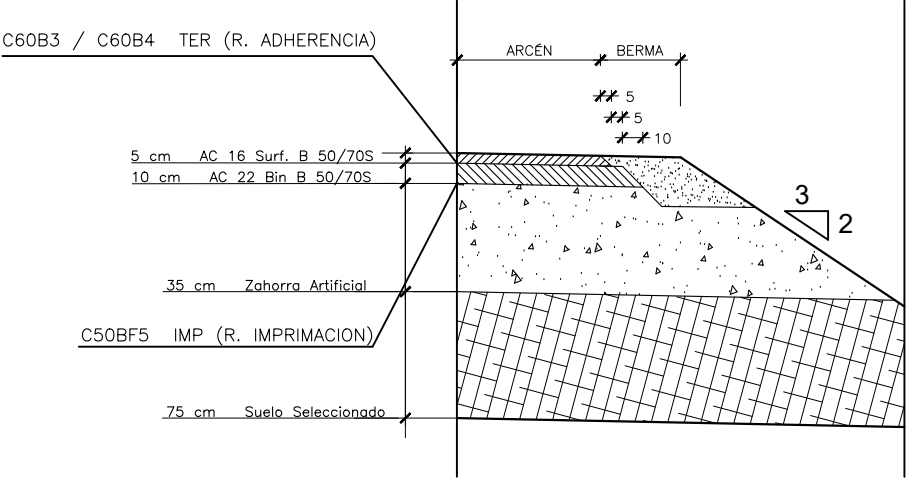 C60B3 / C60B4 TER (R. ADHERENCIA)
ARCÉN
BERMA
5
5
10
5 cm AC 16 Surf. B 50/70S
10 cm AC 22 Bin B 50/70S
3
2
35 cm Zahorra Artificial
C50BF5 IMP (R. IMPRIMACION)
75 cm Suelo Seleccionado